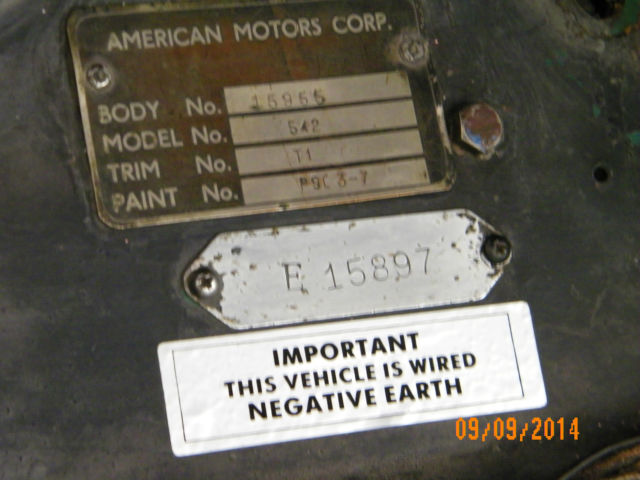 AMERICAN MOTORS CORP.
BODY No. 15955
MODEL No. 542
TRIM No. T1
PAINT No.
E 15897
IMPORTANT
THIS VEHICLE IS WIRED
NEGATIVE EARTH
09/09/2014